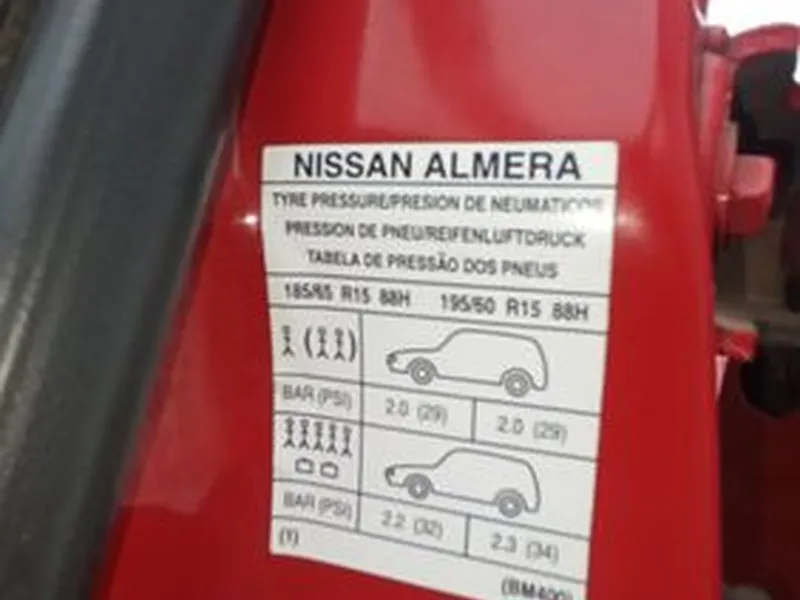 NISSAN ALMERA
TYRE PRESSURE/PRESION DE NEUMATICOS
PRESSION DE PNEU/REIFENLUFTDRUCK
TABELA DE PRESSÃO DOS PNEUS
185/65 R15 88H 195/60 R15 88H
BAR (PSI) 2.0 (29) 2.0 (29)
BAR (PSI) 2.2 (32) 2.3 (34)
(1)
(BM400)